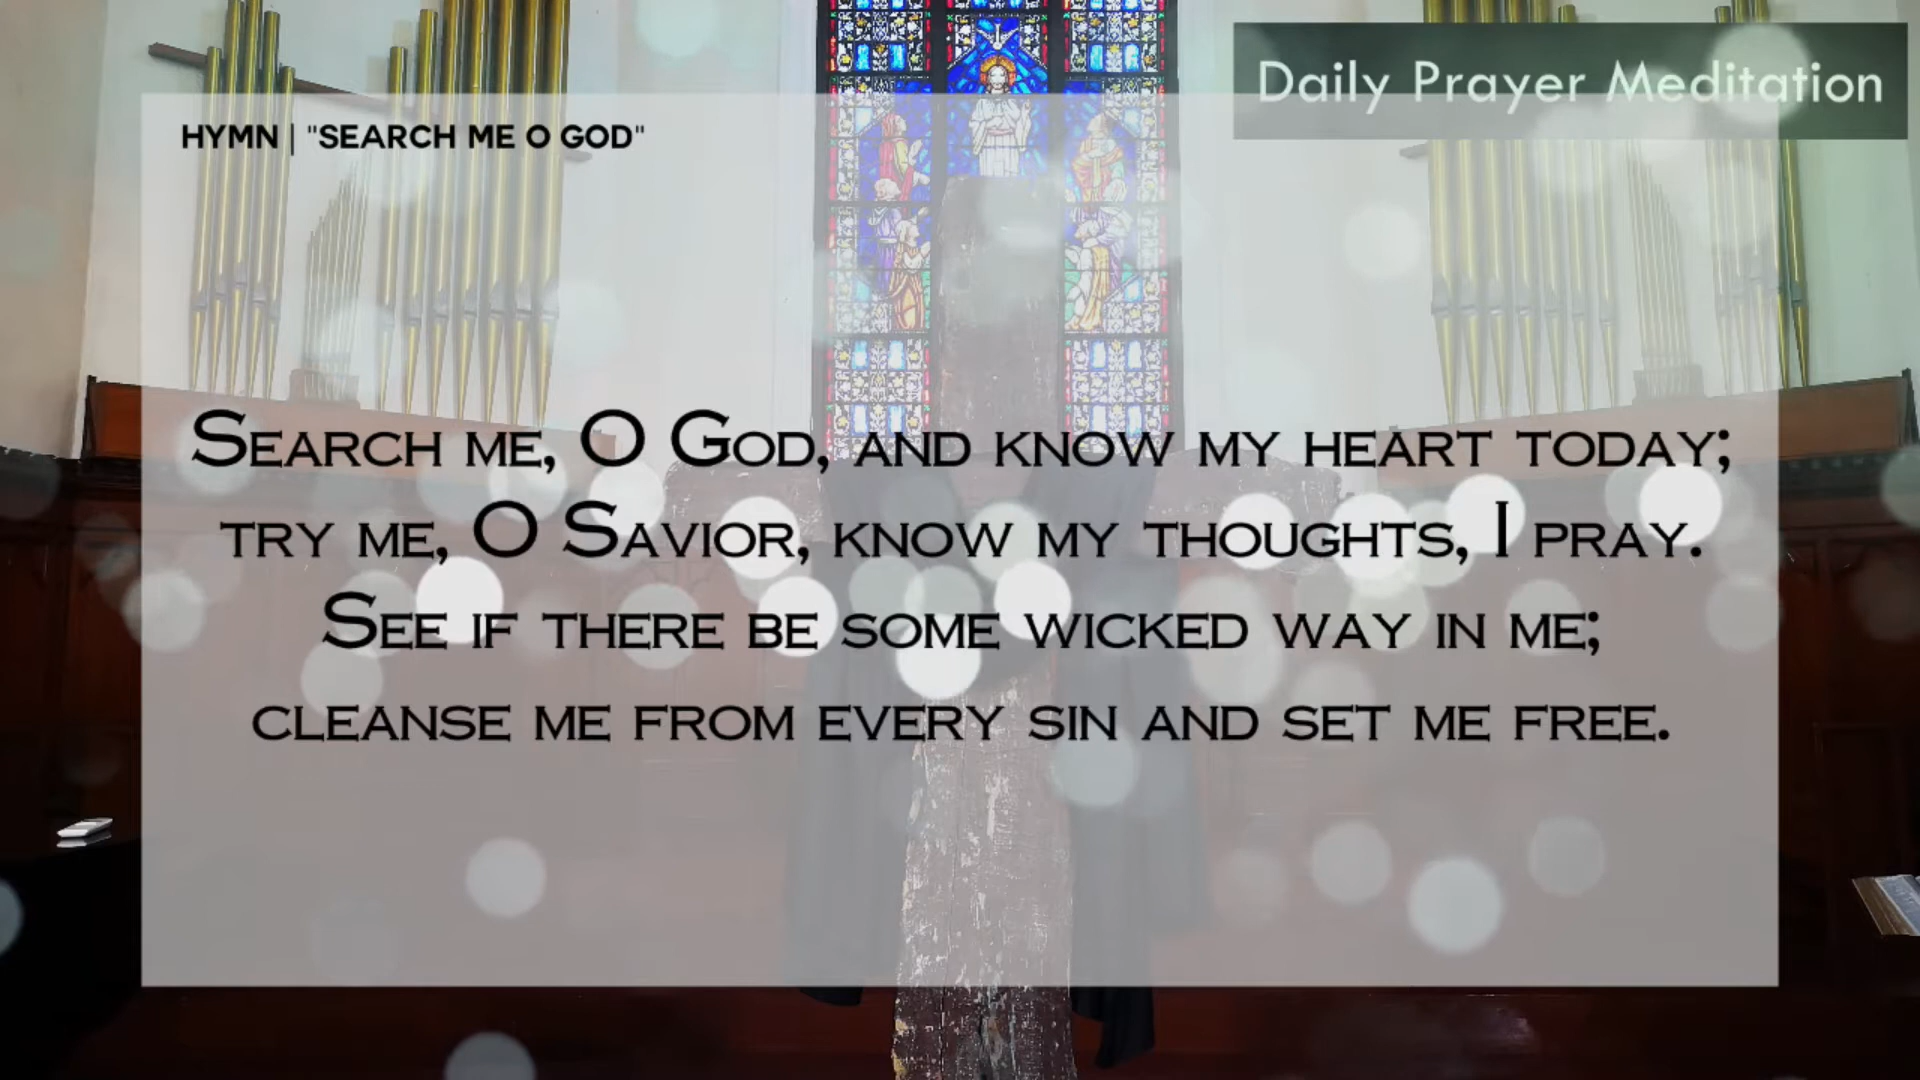 Daily Prayer Meditation
HYMN | "SEARCH ME O GOD"
SEARCH ME, O GOD, AND KNOW MY HEART TODAY;
TRY ME, O SAVIOR, KNOW MY THOUGHTS, I PRAY.
SEE IF THERE BE SOME WICKED WAY IN ME;
CLEANSE ME FROM EVERY SIN AND SET ME FREE.